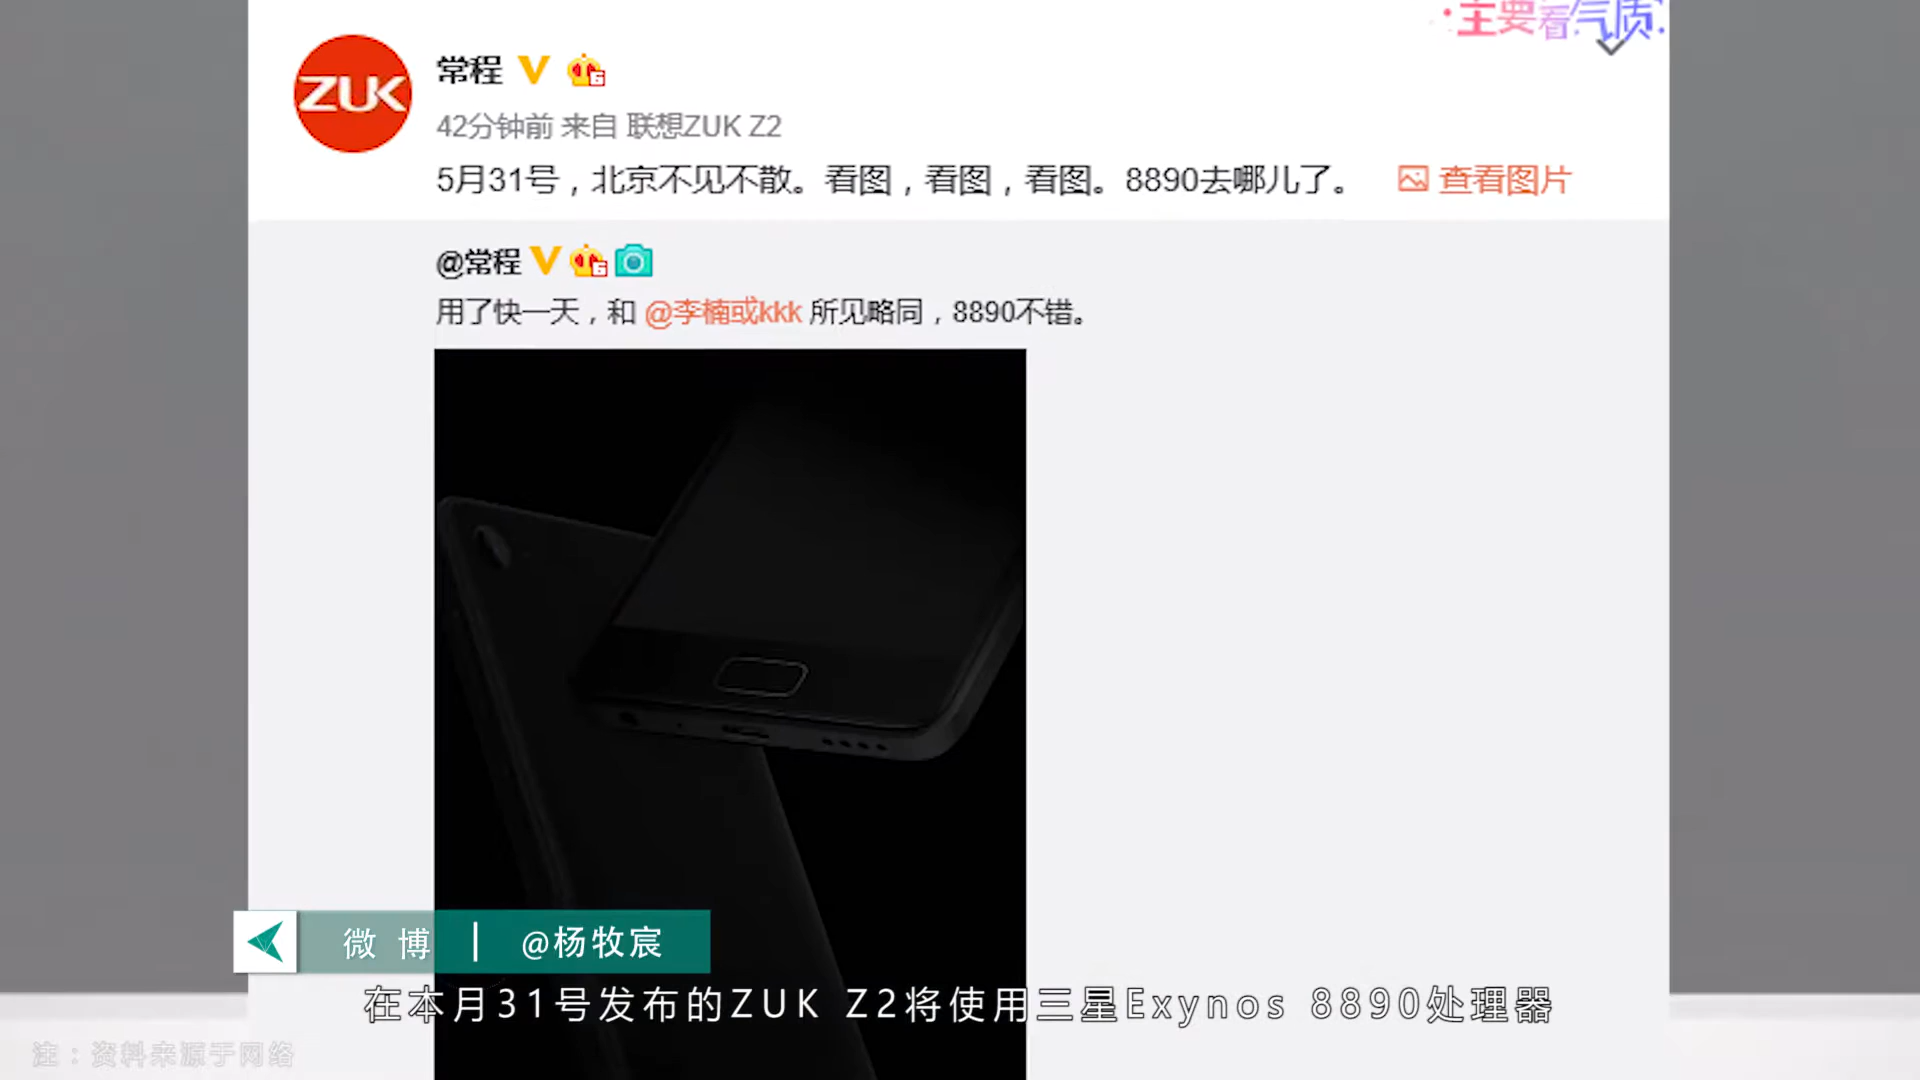 ·主要看气质·
ZUK
常程
42分钟前 来自 联想ZUK Z2
5月31号，北京不见不散。看图，看图，看图。8890去哪儿了。 查看图片
@常程
用了快一天，和 @李楠或kkk 所见略同，8890不错。
微 博 | @杨牧宸
在本月31号发布的ZUK Z2将使用三星Exynos 8890处理器
注：资料来源于网络